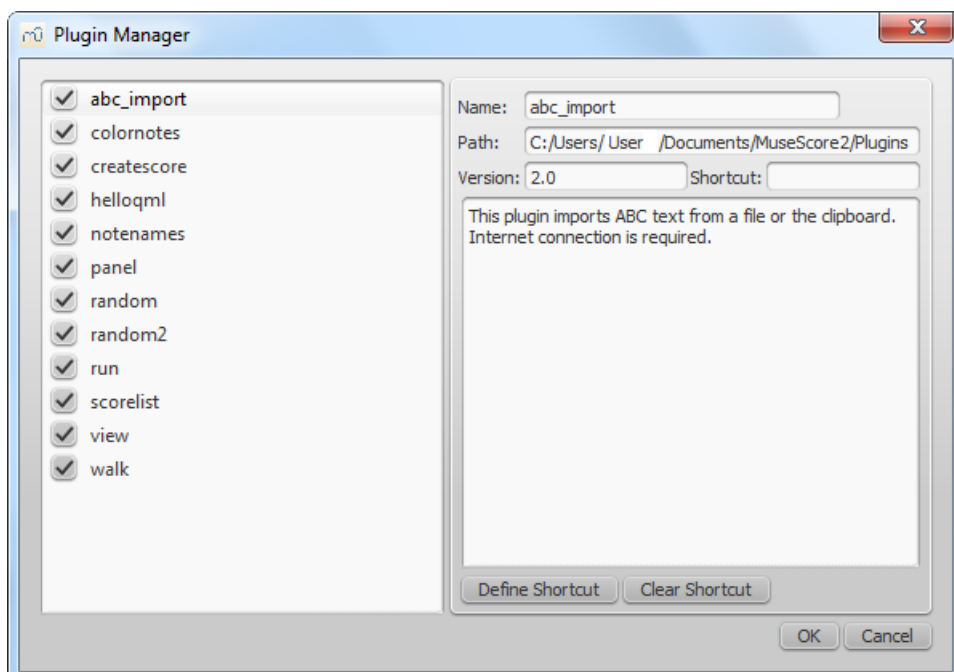 Plugin Manager
abc_import
colornotes
createscore
helloqml
notenames
panel
random
random2
run
scorelist
view
walk
Name: abc_import
Path: C:/Users/ User /Documents/MuseScore2/Plugins
Version: 2.0 Shortcut:
This plugin imports ABC text from a file or the clipboard.
Internet connection is required.
Define Shortcut Clear Shortcut
OK Cancel